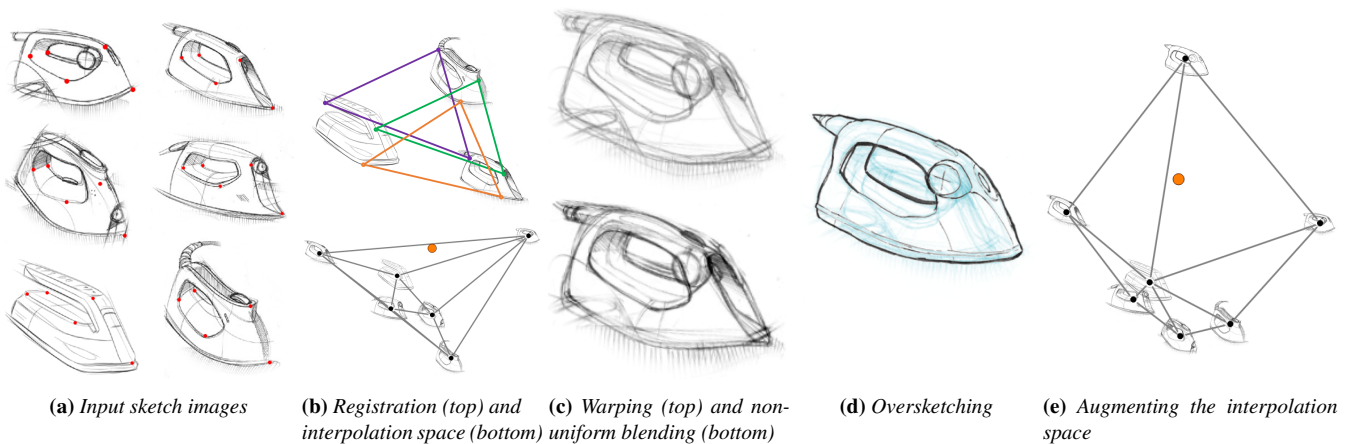 (a) Input sketch images
(b) Registration (top) and
interpolation space (bottom)
(c) Warping (top) and non-
uniform blending (bottom)
(d) Oversketching
(e) Augmenting the interpolation
space